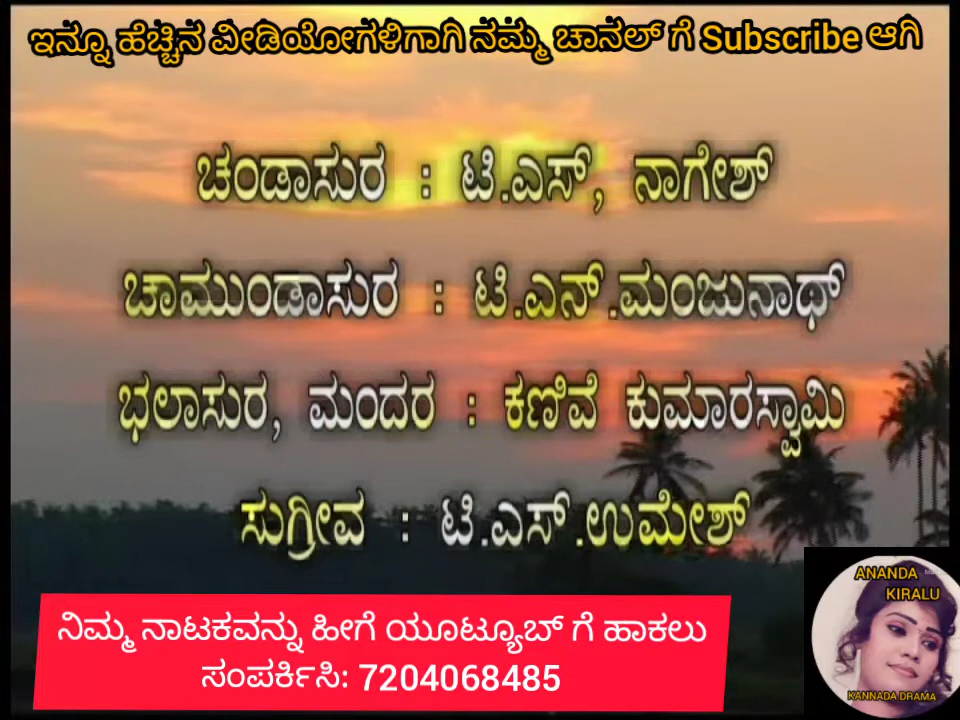 ಇನ್ನೂ ಹೆಚ್ಚಿನ ವೀಡಿಯೋಗಳಿಗಾಗಿ ನಮ್ಮ ಚಾನಲ್ ಗೆ Subscribe ಆಗಿ
ಚಂಡಾಸುರ : ಟಿ.ಎಸ್, ನಾಗೇಶ್
ಚಾಮುಂಡಾಸುರ : ಟಿ.ಎನ್.ಮಂಜುನಾಥ್
ಭಲಾಸುರ, ಮಂದರ : ಕಣಿವೆ ಕುಮಾರಸ್ವಾಮಿ
ಸುಗ್ರೀವ : ಟಿ.ಎಸ್.ಉಮೇಶ್
ನಿಮ್ಮ ನಾಟಕವನ್ನು ಹೀಗೆ ಯೂಟ್ಯೂಬ್ ಗೆ ಹಾಕಲು
ಸಂಪರ್ಕಿಸಿ: 7204068485
ANANDA
KIRALU
KANNADA DRAMA